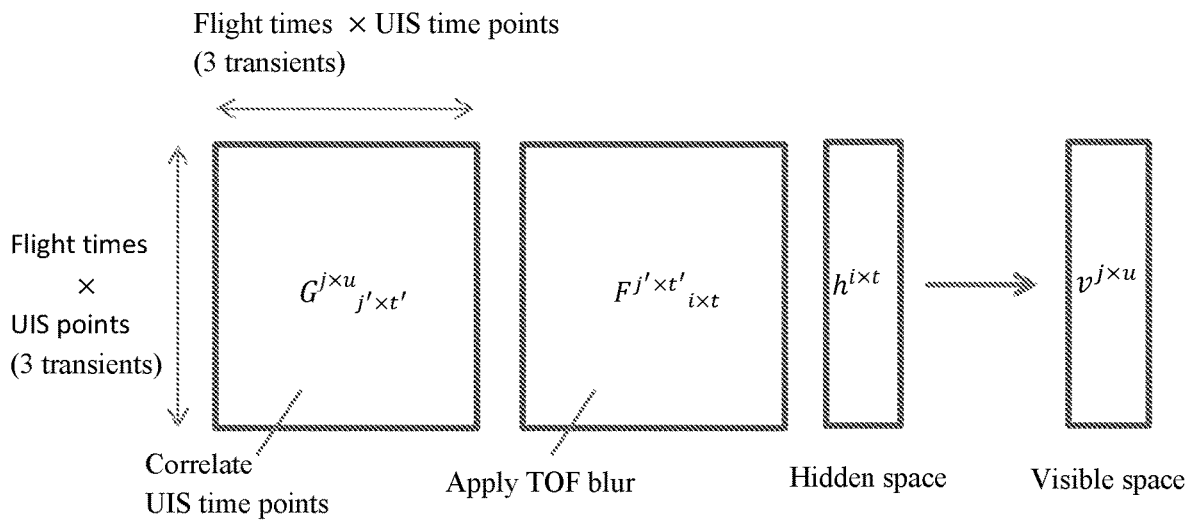 Flight times × UIS time points
(3 transients)
Flight times
×
UIS points
(3 transients)
G^{j×u}_{j′×t′}
F^{j′×t′}_{i×t}
h^{i×t}
v^{j×u}
Correlate
UIS time points
Apply TOF blur
Hidden space
Visible space